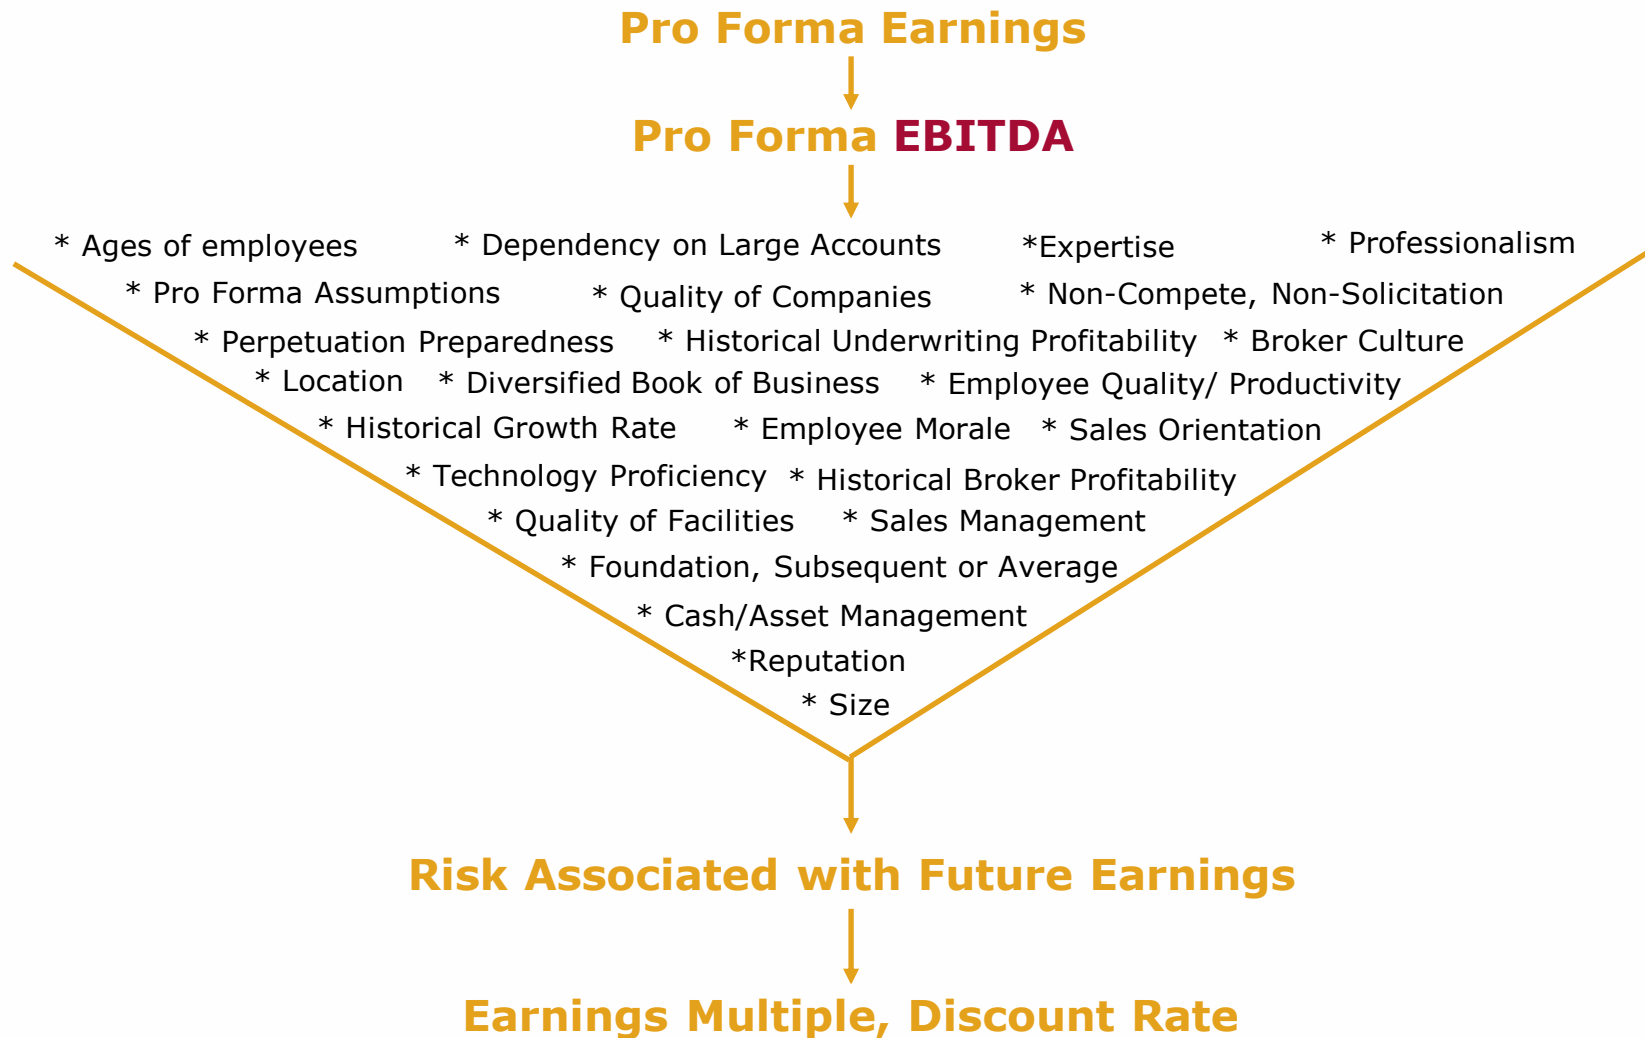 Pro Forma Earnings
Pro Forma EBITDA
* Ages of employees * Dependency on Large Accounts *Expertise * Professionalism
* Pro Forma Assumptions * Quality of Companies * Non-Compete, Non-Solicitation
* Perpetuation Preparedness * Historical Underwriting Profitability * Broker Culture
* Location * Diversified Book of Business * Employee Quality/ Productivity
* Historical Growth Rate * Employee Morale * Sales Orientation
* Technology Proficiency * Historical Broker Profitability
* Quality of Facilities * Sales Management
* Foundation, Subsequent or Average
* Cash/Asset Management
*Reputation
* Size
Risk Associated with Future Earnings
Earnings Multiple, Discount Rate